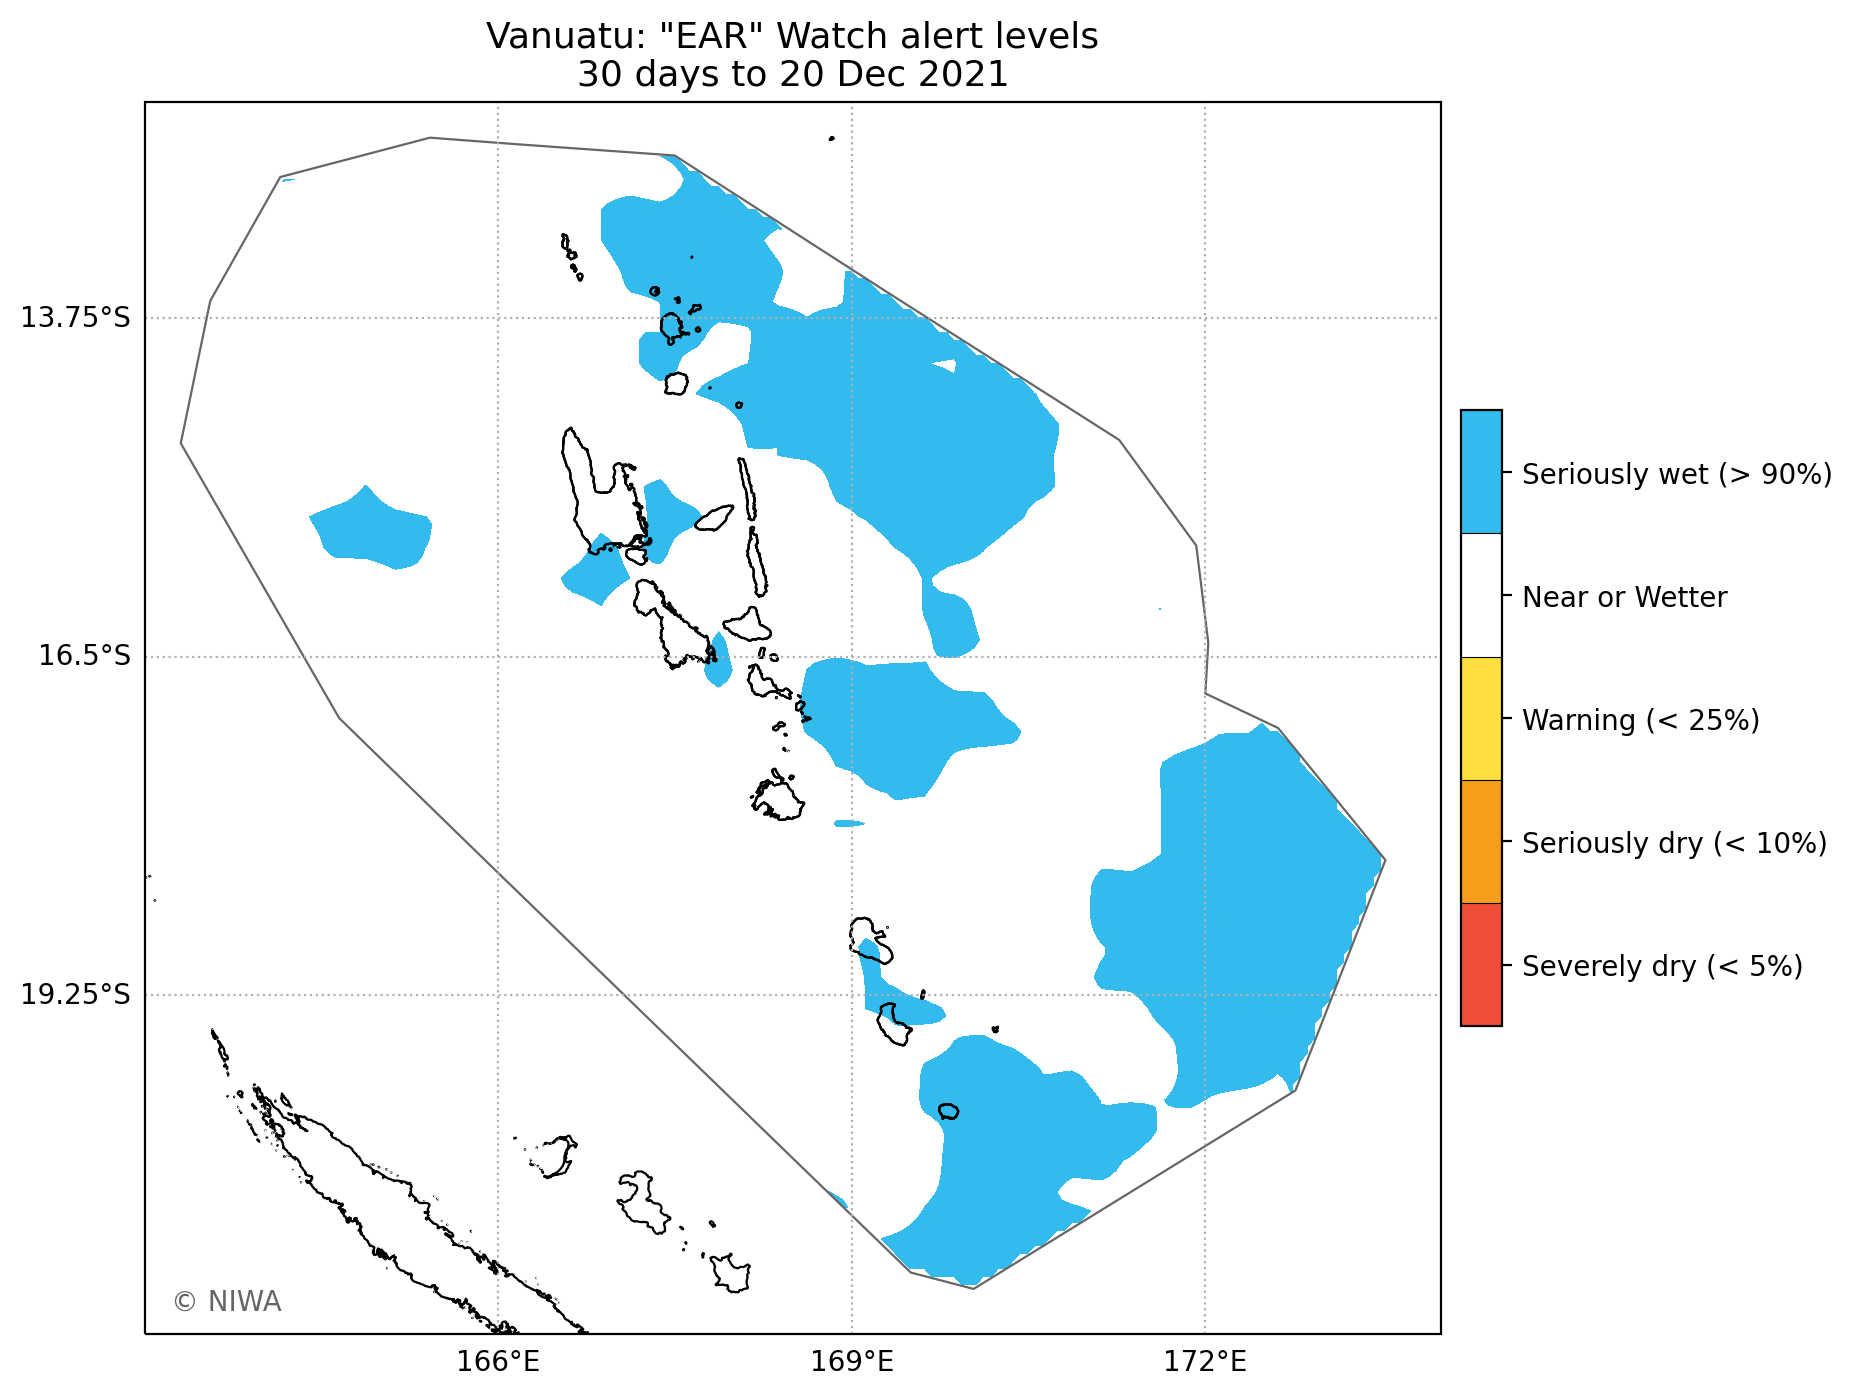 Vanuatu: "EAR" Watch alert levels
30 days to 20 Dec 2021
13.75°S
16.5°S
19.25°S
166°E
169°E
172°E
Seriously wet (> 90%)
Near or Wetter
Warning (< 25%)
Seriously dry (< 10%)
Severely dry (< 5%)
© NIWA